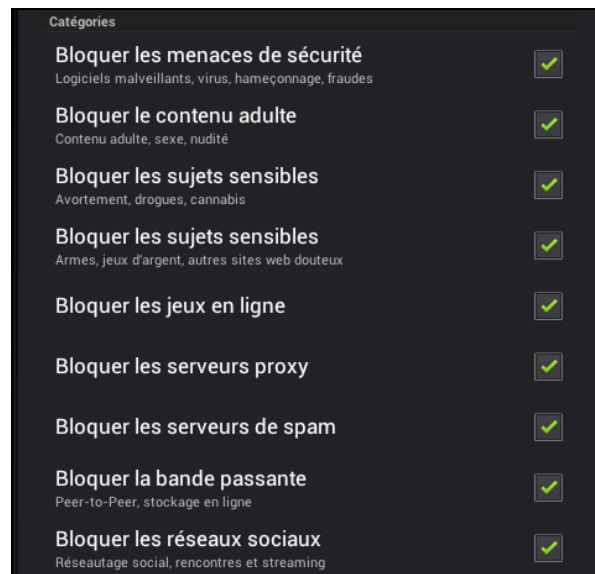 Catégories
Bloquer les menaces de sécurité
Logiciels malveillants, virus, hameçonnage, fraudes
Bloquer le contenu adulte
Contenu adulte, sexe, nudité
Bloquer les sujets sensibles
Avortement, drogues, cannabis
Bloquer les sujets sensibles
Armes, jeux d'argent, autres sites web douteux
Bloquer les jeux en ligne
Bloquer les serveurs proxy
Bloquer les serveurs de spam
Bloquer la bande passante
Peer-to-Peer, stockage en ligne
Bloquer les réseaux sociaux
Réseautage social, rencontres et streaming